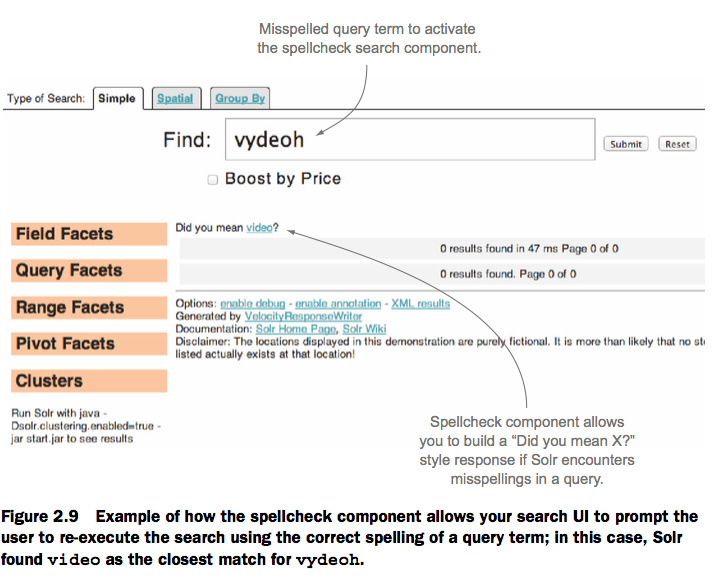 Misspelled query term to activate
the spellcheck search component.
Type of Search: Simple Spatial Group By
Find: vydeoh Submit Reset
Boost by Price
Field Facets
Query Facets
Range Facets
Pivot Facets
Clusters
Run Solr with java -
Dsolr.clustering.enabled=true -
jar start.jar to see results
Did you mean video?
0 results found in 47 ms Page 0 of 0
0 results found. Page 0 of 0
Options: enable debug - enable annotation - XML results
Generated by VelocityResponseWriter
Documentation: Solr Home Page, Solr Wiki
Disclaimer: The locations displayed in this demonstration are purely fictional. It is more than likely that no
listed actually exists at that location!
Spellcheck component allows
you to build a “Did you mean X?”
style response if Solr encounters
misspellings in a query.
Figure 2.9 Example of how the spellcheck component allows your search UI to prompt the
user to re-execute the search using the correct spelling of a query term; in this case, Solr
found video as the closest match for vydeoh.